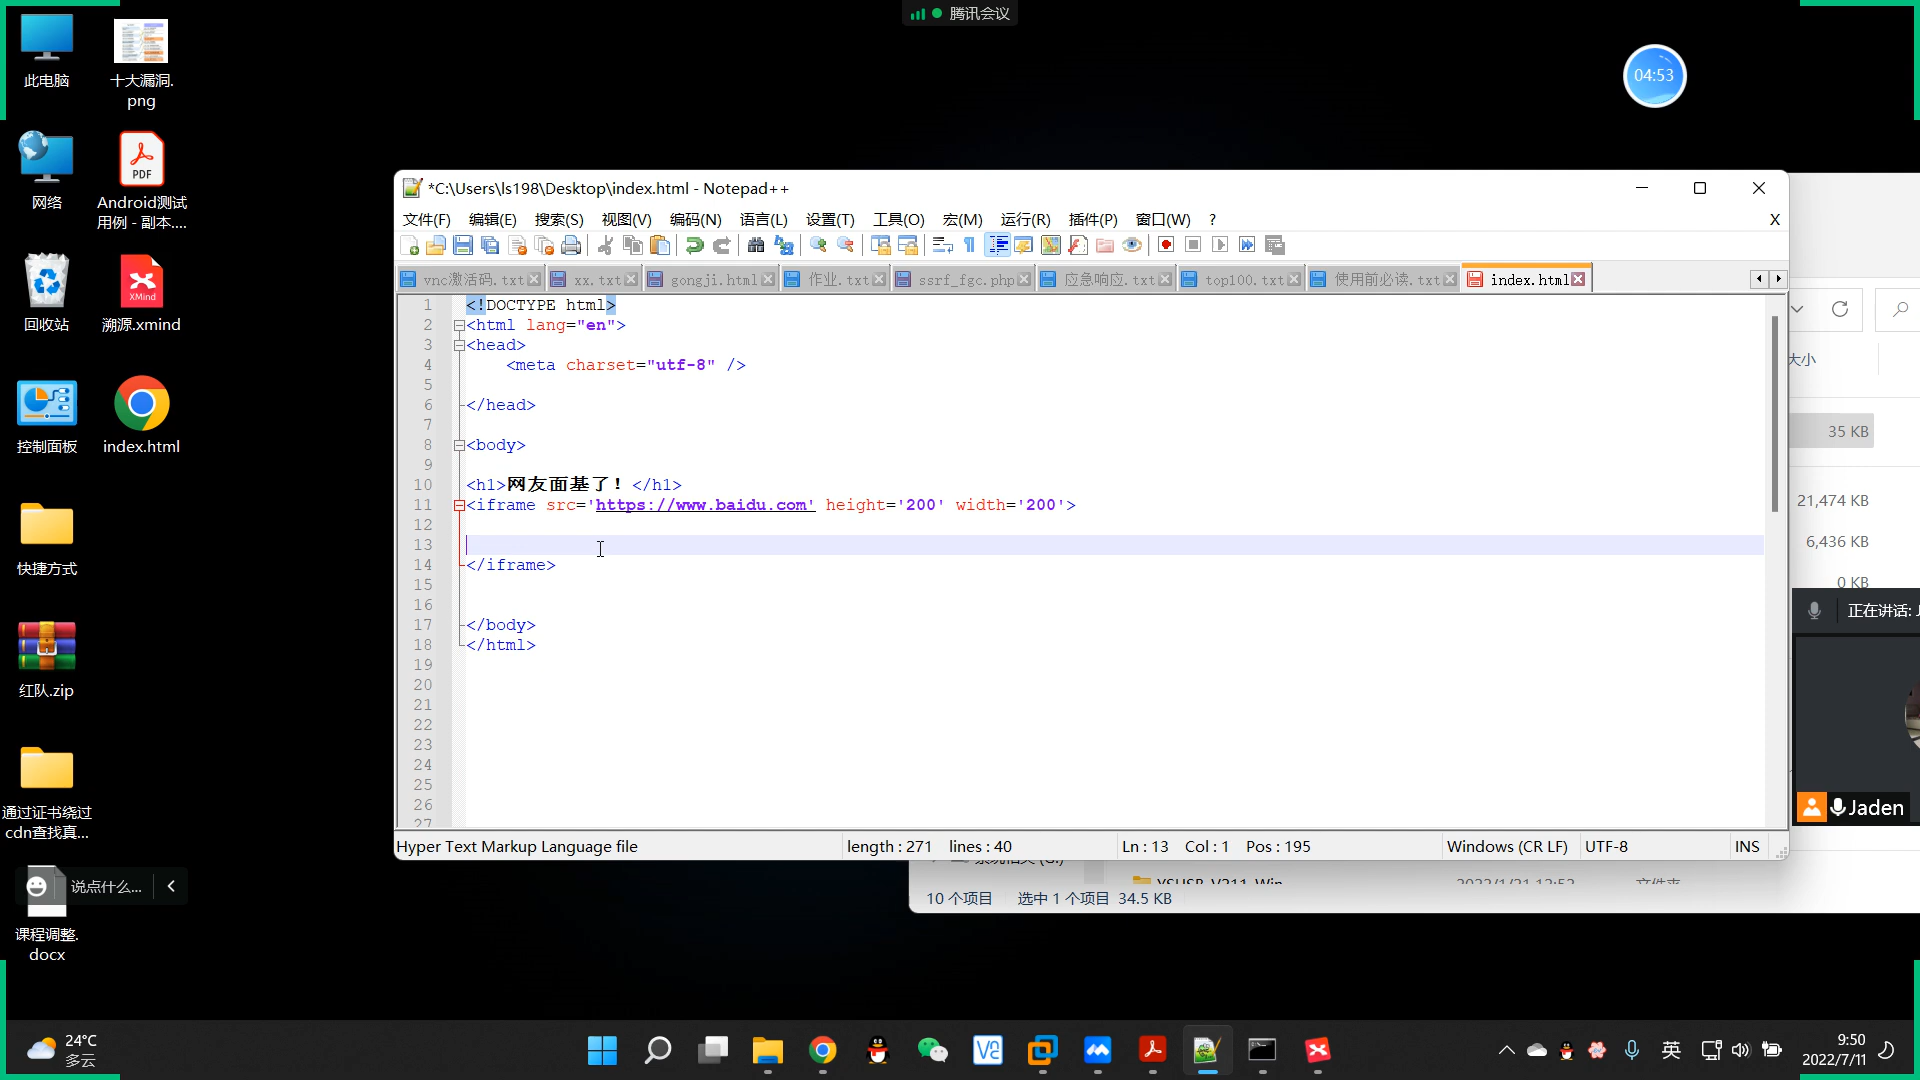 腾讯会议
04:53
此电脑
十大漏洞.
png
网络
Android测试
用例 - 副本....
回收站
溯源.xmind
控制面板
index.html
快捷方式
红队.zip
通过证书绕过
cdn查找真...
说点什么...
课程调整.
docx
*C:\Users\ls198\Desktop\index.html - Notepad++
文件(F) 编辑(E) 搜索(S) 视图(V) 编码(N) 语言(L) 设置(T) 工具(O) 宏(M) 运行(R) 插件(P) 窗口(W) ? X
vnc激活码.txt xx.txt gongji.html 作业.txt ssrf_fgc.php 应急响应.txt top100.txt 使用前必读.txt index.html
1 <!DOCTYPE html>
2 <html lang="en">
3 <head>
4 <meta charset="utf-8" />
5
6 </head>
7
8 <body>
9
10 <h1>网友面基了！</h1>
11 <iframe src='https://www.baidu.com' height='200' width='200'>
12
13
14 </iframe>
15
16
17 </body>
18 </html>
19
20
21
22
23
24
25
26
27
Hyper Text Markup Language file length : 271 lines : 40 Ln : 13 Col : 1 Pos : 195 Windows (CR LF) UTF-8 INS
大小
35 KB
21,474 KB
6,436 KB
0 KB
正在讲话: J
Jaden
10 个项目 选中 1 个项目 34.5 KB
24°C
多云
英
9:50
2022/7/11